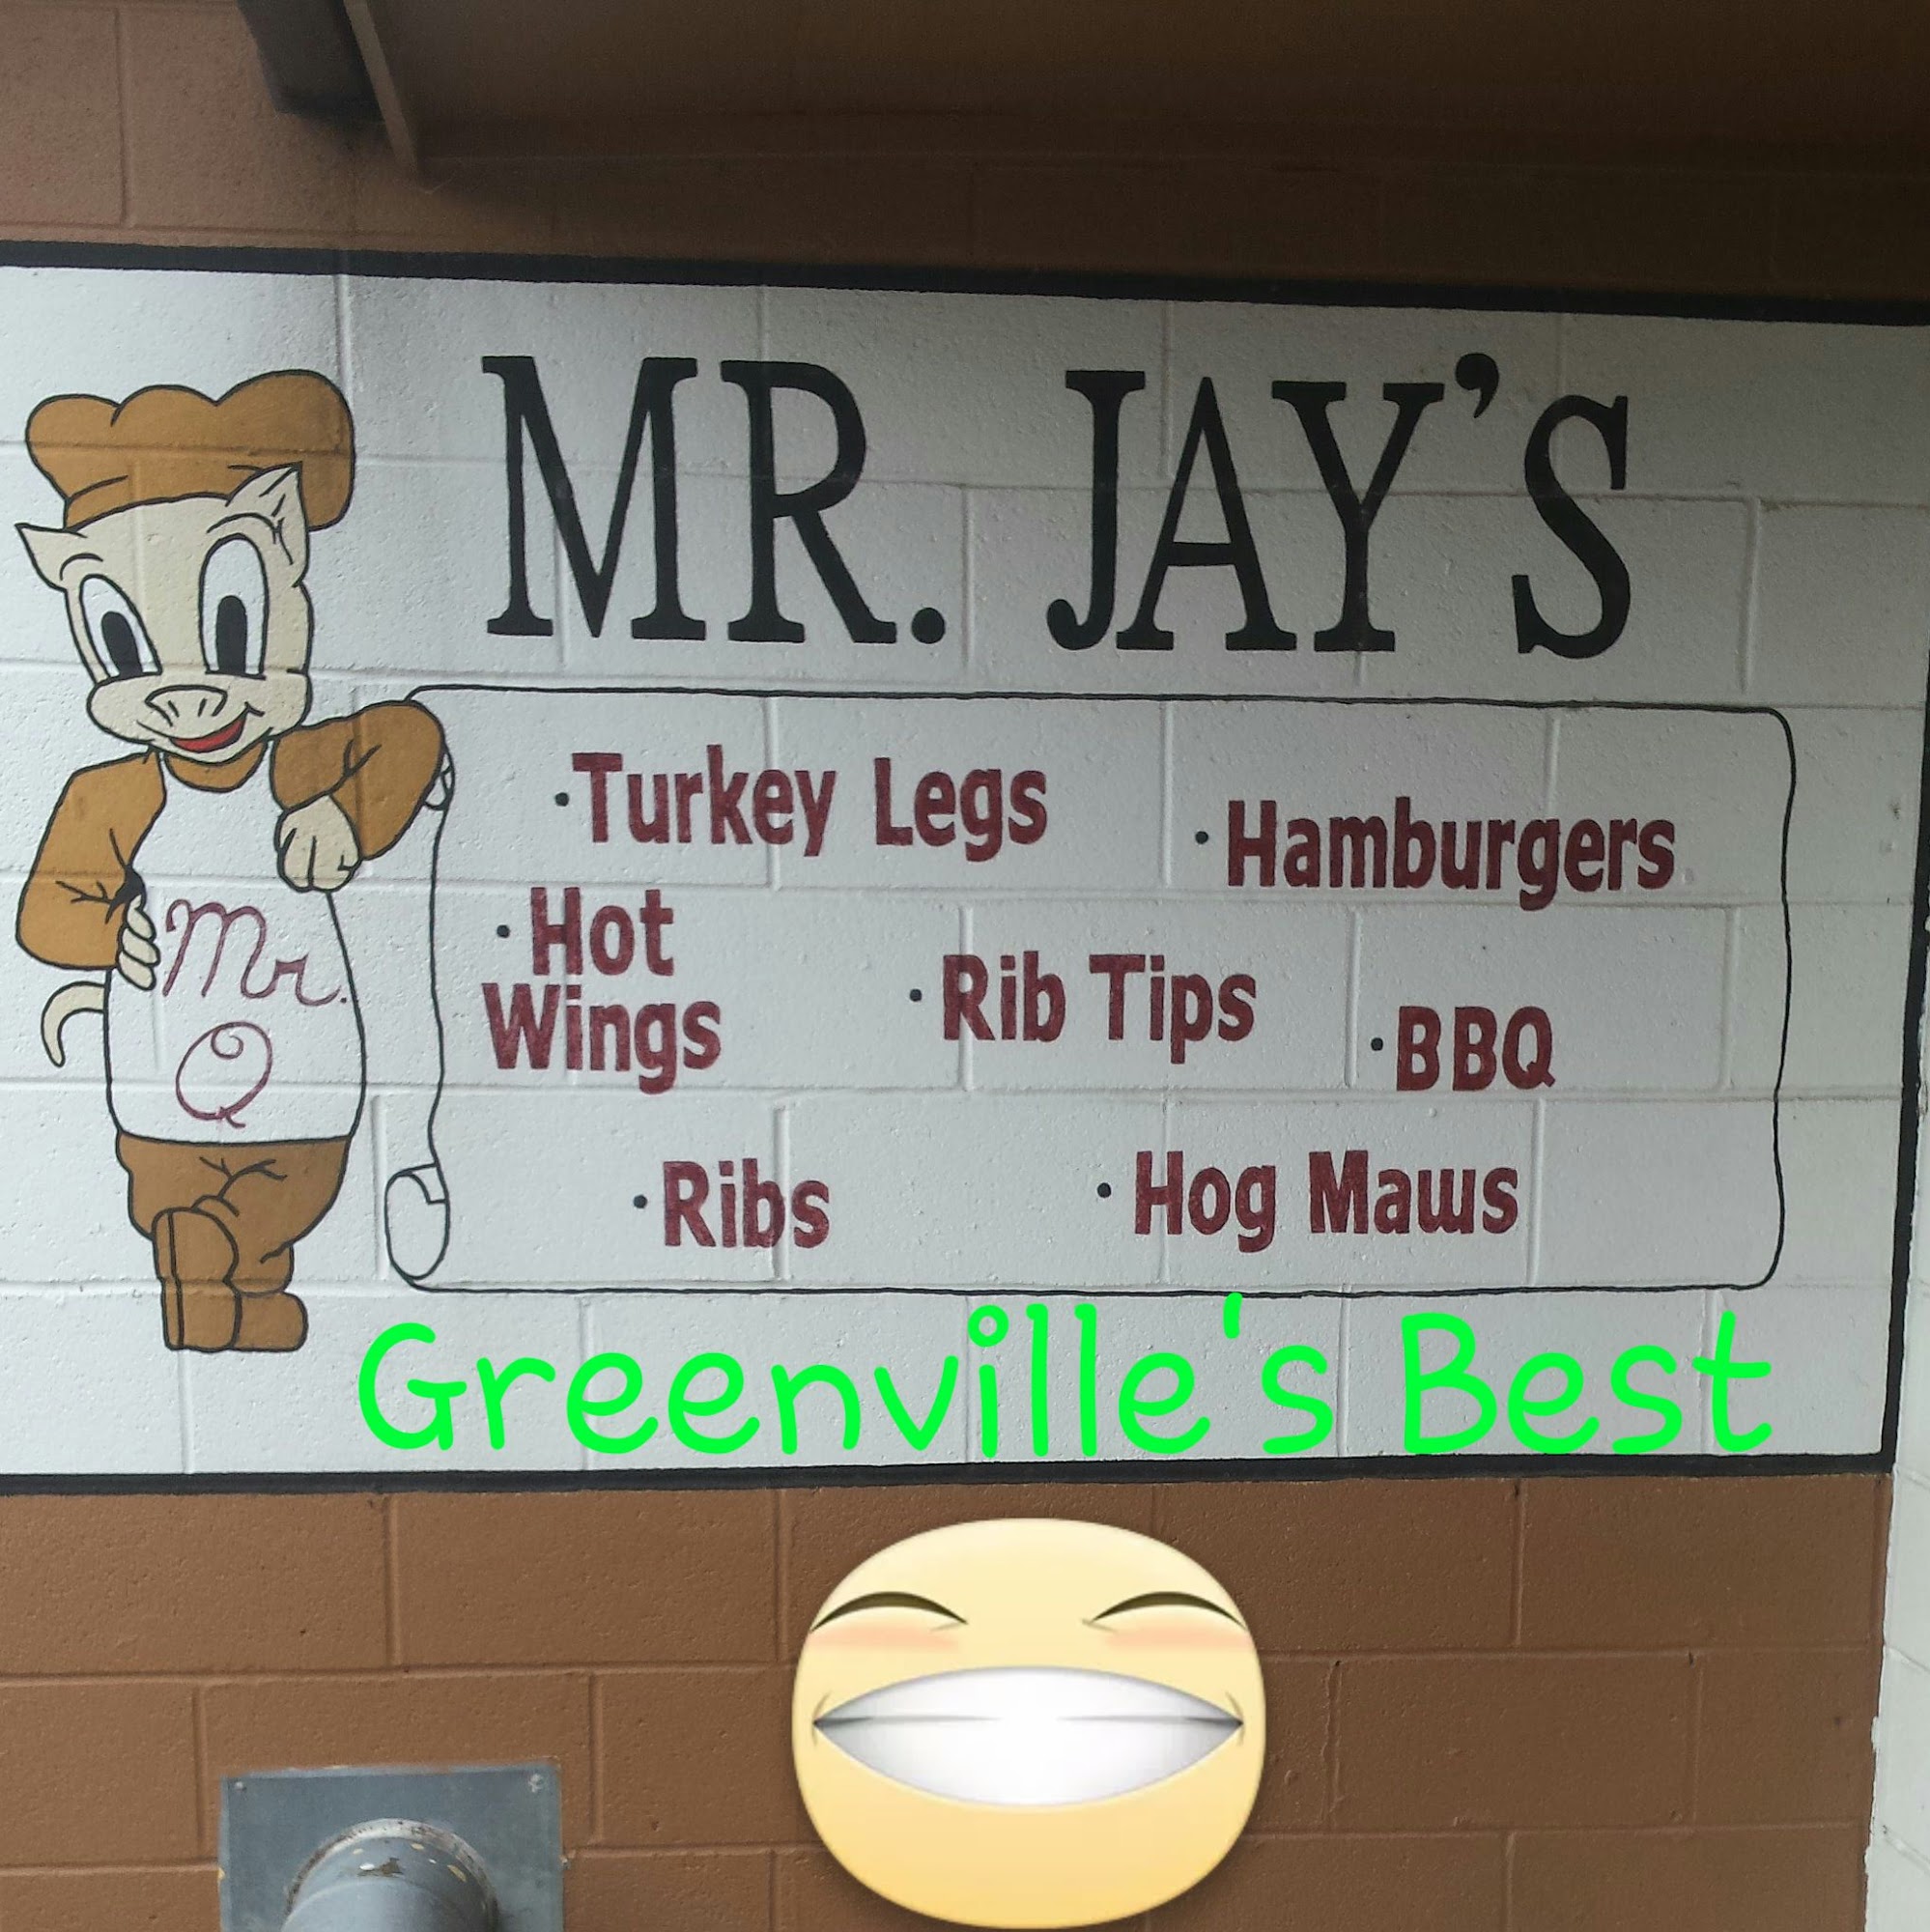 MR. JAY'S
·Turkey Legs
·Hamburgers
·Hot
Wings
·Rib Tips
·BBQ
·Ribs
·Hog Maws
Mr.
Q
Greenville's Best